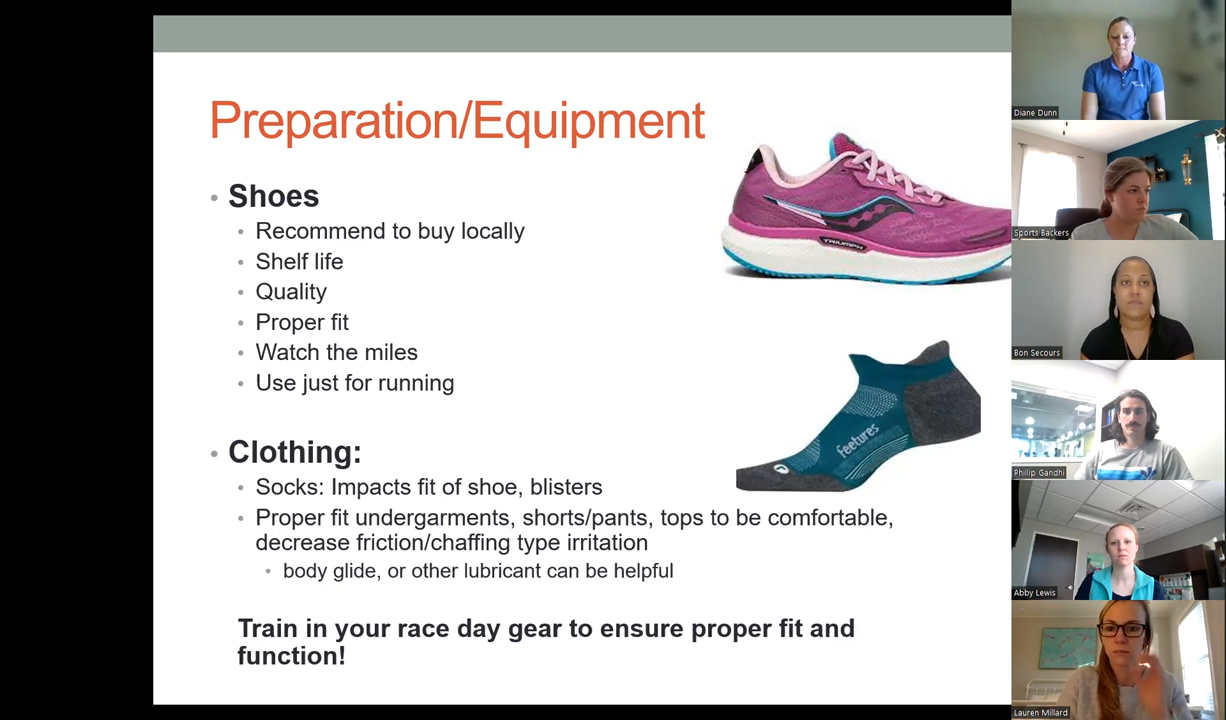 Preparation/Equipment
Shoes
Recommend to buy locally
Shelf life
Quality
Proper fit
Watch the miles
Use just for running
TRIUMPH
feetures
Clothing:
Socks: Impacts fit of shoe, blisters
Proper fit undergarments, shorts/pants, tops to be comfortable,
decrease friction/chaffing type irritation
body glide, or other lubricant can be helpful
Train in your race day gear to ensure proper fit and
function!
Diane Dunn
Sports Backers
Bon Secours
Phillip Gandhi
Abby Lewis
Lauren Millard